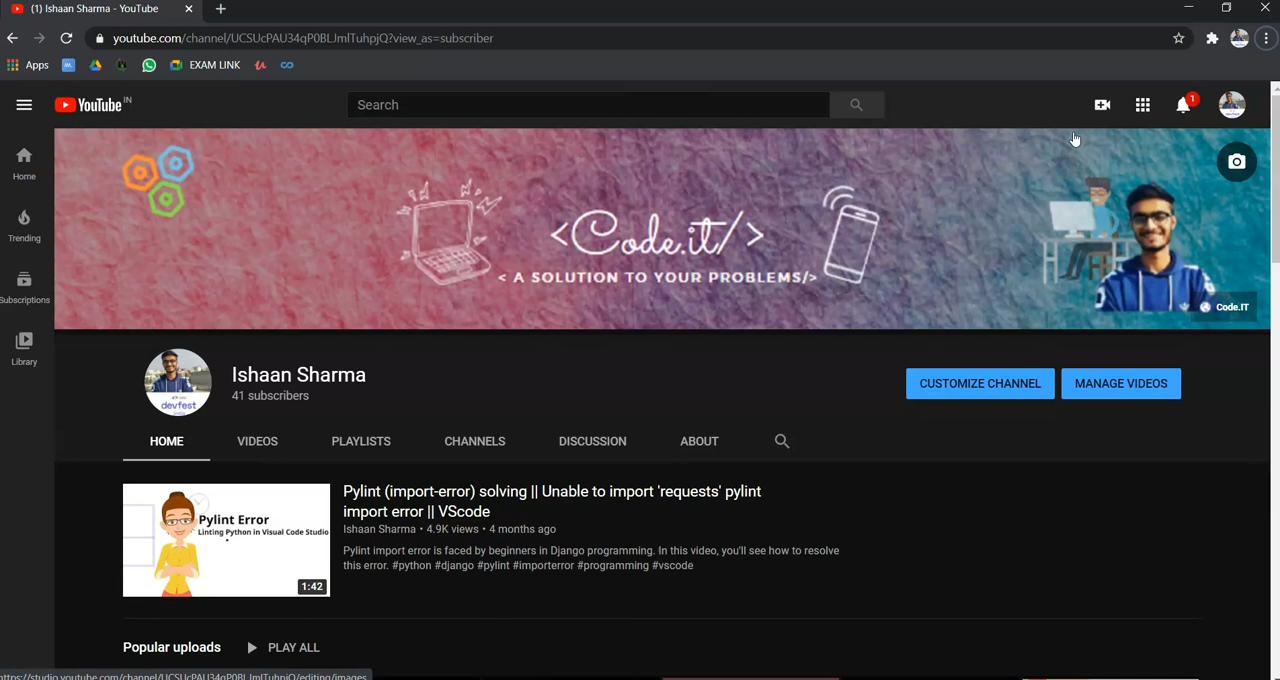 (1) Ishaan Sharma - YouTube
youtube.com/channel/UCSUcPAU34qP0BLJmlTuhpjQ?view_as=subscriber
Apps
EXAM LINK
YouTube IN
Search
1
Home
Trending
Subscriptions
Library
<Code.it/>
< A SOLUTION TO YOUR PROBLEMS/>
Code.IT
devfest
Ishaan Sharma
41 subscribers
CUSTOMIZE CHANNEL
MANAGE VIDEOS
HOME VIDEOS PLAYLISTS CHANNELS DISCUSSION ABOUT
Pylint Error
Linting Python in Visual Code Studio
1:42
Pylint (import-error) solving || Unable to import 'requests' pylint
import error || VScode
Ishaan Sharma • 4.9K views • 4 months ago
Pylint import error is faced by beginners in Django programming. In this video, you'll see how to resolve
this error. #python #django #pylint #importerror #programming #vscode
Popular uploads
PLAY ALL
https://studio.youtube.com/channel/UCSUcPAU34qP0BLJmlTuhpjQ/editing/images